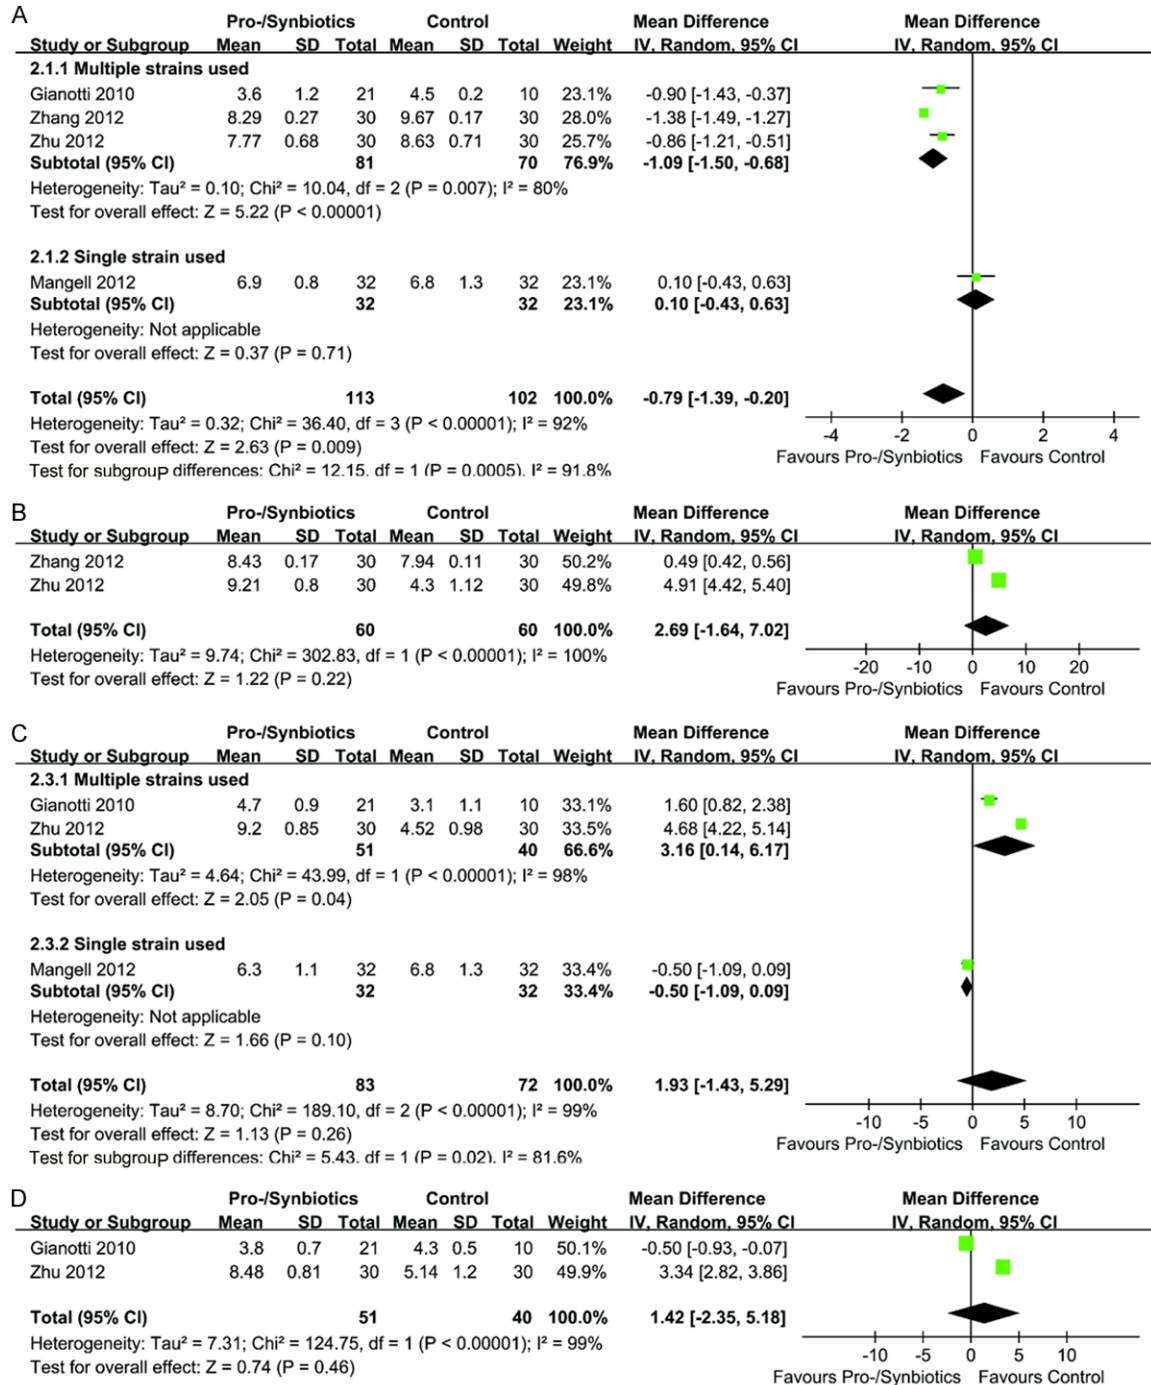 A
Pro-/Synbiotics Control Mean Difference Mean Difference
Study or Subgroup Mean SD Total Mean SD Total Weight IV, Random, 95% CI IV, Random, 95% CI
2.1.1 Multiple strains used
Gianotti 2010 3.6 1.2 21 4.5 0.2 10 23.1% -0.90 [-1.43, -0.37]
Zhang 2012 8.29 0.27 30 9.67 0.17 30 28.0% -1.38 [-1.49, -1.27]
Zhu 2012 7.77 0.68 30 8.63 0.71 30 25.7% -0.86 [-1.21, -0.51]
Subtotal (95% CI) 81 70 76.9% -1.09 [-1.50, -0.68]
Heterogeneity: Tau² = 0.10; Chi² = 10.04, df = 2 (P = 0.007); I² = 80%
Test for overall effect: Z = 5.22 (P < 0.00001)
2.1.2 Single strain used
Mangell 2012 6.9 0.8 32 6.8 1.3 32 23.1% 0.10 [-0.43, 0.63]
Subtotal (95% CI) 32 32 23.1% 0.10 [-0.43, 0.63]
Heterogeneity: Not applicable
Test for overall effect: Z = 0.37 (P = 0.71)
Total (95% CI) 113 102 100.0% -0.79 [-1.39, -0.20]
Heterogeneity: Tau² = 0.32; Chi² = 36.40, df = 3 (P < 0.00001); I² = 92%
Test for overall effect: Z = 2.63 (P = 0.009)
Test for subgroup differences: Chi² = 12.15. df = 1 (P = 0.0005). I² = 91.8%
-4 -2 0 2 4
Favours Pro-/Synbiotics Favours Control
B
Pro-/Synbiotics Control Mean Difference Mean Difference
Study or Subgroup Mean SD Total Mean SD Total Weight IV, Random, 95% CI IV, Random, 95% CI
Zhang 2012 8.43 0.17 30 7.94 0.11 30 50.2% 0.49 [0.42, 0.56]
Zhu 2012 9.21 0.8 30 4.3 1.12 30 49.8% 4.91 [4.42, 5.40]
Total (95% CI) 60 60 100.0% 2.69 [-1.64, 7.02]
Heterogeneity: Tau² = 9.74; Chi² = 302.83, df = 1 (P < 0.00001); I² = 100%
Test for overall effect: Z = 1.22 (P = 0.22)
-20 -10 0 10 20
Favours Pro-/Synbiotics Favours Control
C
Pro-/Synbiotics Control Mean Difference Mean Difference
Study or Subgroup Mean SD Total Mean SD Total Weight IV, Random, 95% CI IV, Random, 95% CI
2.3.1 Multiple strains used
Gianotti 2010 4.7 0.9 21 3.1 1.1 10 33.1% 1.60 [0.82, 2.38]
Zhu 2012 9.2 0.85 30 4.52 0.98 30 33.5% 4.68 [4.22, 5.14]
Subtotal (95% CI) 51 40 66.6% 3.16 [0.14, 6.17]
Heterogeneity: Tau² = 4.64; Chi² = 43.99, df = 1 (P < 0.00001); I² = 98%
Test for overall effect: Z = 2.05 (P = 0.04)
2.3.2 Single strain used
Mangell 2012 6.3 1.1 32 6.8 1.3 32 33.4% -0.50 [-1.09, 0.09]
Subtotal (95% CI) 32 32 33.4% -0.50 [-1.09, 0.09]
Heterogeneity: Not applicable
Test for overall effect: Z = 1.66 (P = 0.10)
Total (95% CI) 83 72 100.0% 1.93 [-1.43, 5.29]
Heterogeneity: Tau² = 8.70; Chi² = 189.10, df = 2 (P < 0.00001); I² = 99%
Test for overall effect: Z = 1.13 (P = 0.26)
Test for subgroup differences: Chi² = 5.43. df = 1 (P = 0.02). I² = 81.6%
-10 -5 0 5 10
Favours Pro-/Synbiotics Favours Control
D
Pro-/Synbiotics Control Mean Difference Mean Difference
Study or Subgroup Mean SD Total Mean SD Total Weight IV, Random, 95% CI IV, Random, 95% CI
Gianotti 2010 3.8 0.7 21 4.3 0.5 10 50.1% -0.50 [-0.93, -0.07]
Zhu 2012 8.48 0.81 30 5.14 1.2 30 49.9% 3.34 [2.82, 3.86]
Total (95% CI) 51 40 100.0% 1.42 [-2.35, 5.18]
Heterogeneity: Tau² = 7.31; Chi² = 124.75, df = 1 (P < 0.00001); I² = 99%
Test for overall effect: Z = 0.74 (P = 0.46)
-10 -5 0 5 10
Favours Pro-/Synbiotics Favours Control